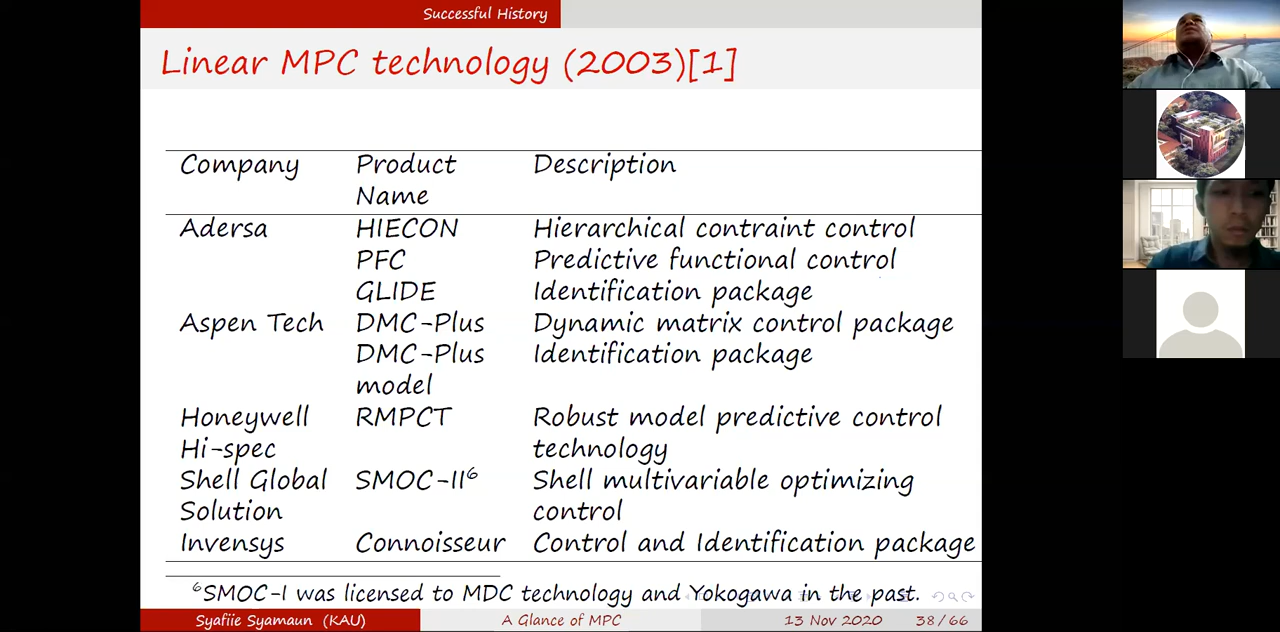 Successful History
Linear MPC technology (2003)[1]
Company Product Description
Name
Adersa HIECON Hierarchical contraint control
PFC Predictive functional control
GLIDE Identification package
Aspen Tech DMC-Plus Dynamic matrix control package
DMC-Plus Identification package
model
Honeywell RMPCT Robust model predictive control
Hi-spec technology
Shell Global SMOC-II⁶ Shell multivariable optimizing
Solution control
Invensys Connoisseur Control and Identification package
⁶SMOC-I was licensed to MDC technology and Yokogawa in the past.
Syafiie Syamaun (KAU) A Glance of MPC 13 Nov 2020 38/66